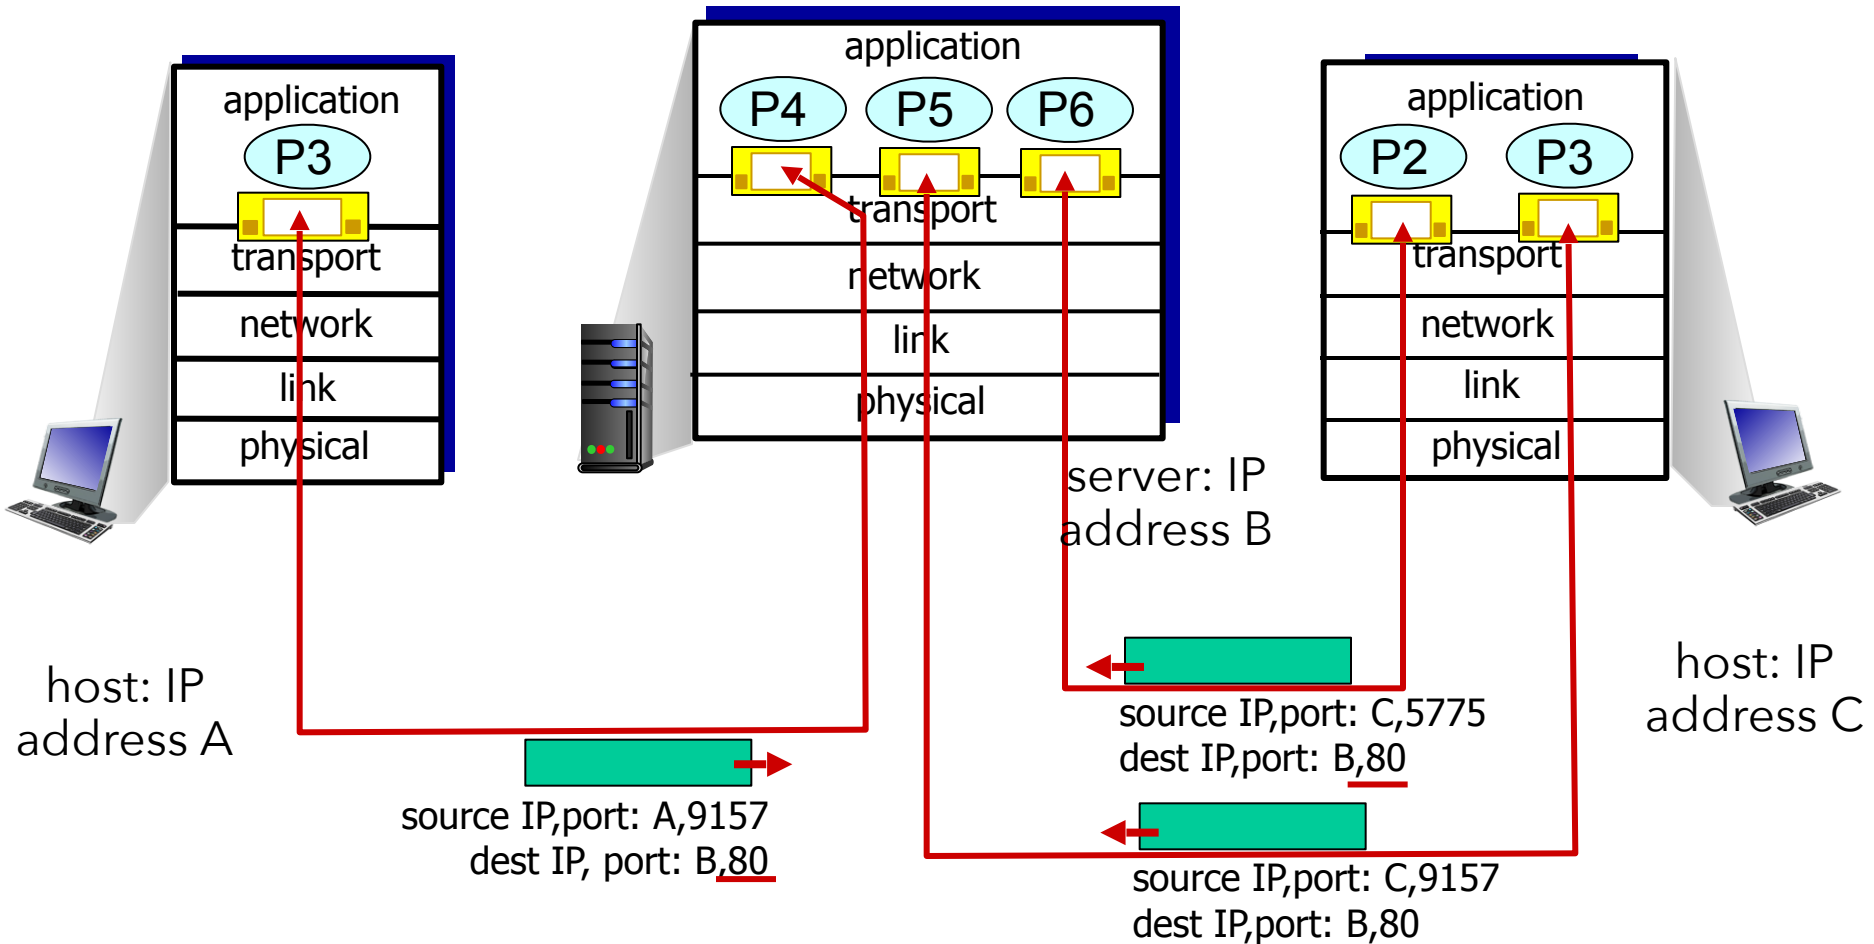 application
P3
transport
network
link
physical
host: IP
address A
application
P4 P5 P6
transport
network
link
physical
server: IP
address B
application
P2 P3
transport
network
link
physical
host: IP
address C
source IP,port: A,9157
dest IP, port: B,80
source IP,port: C,5775
dest IP,port: B,80
source IP,port: C,9157
dest IP,port: B,80